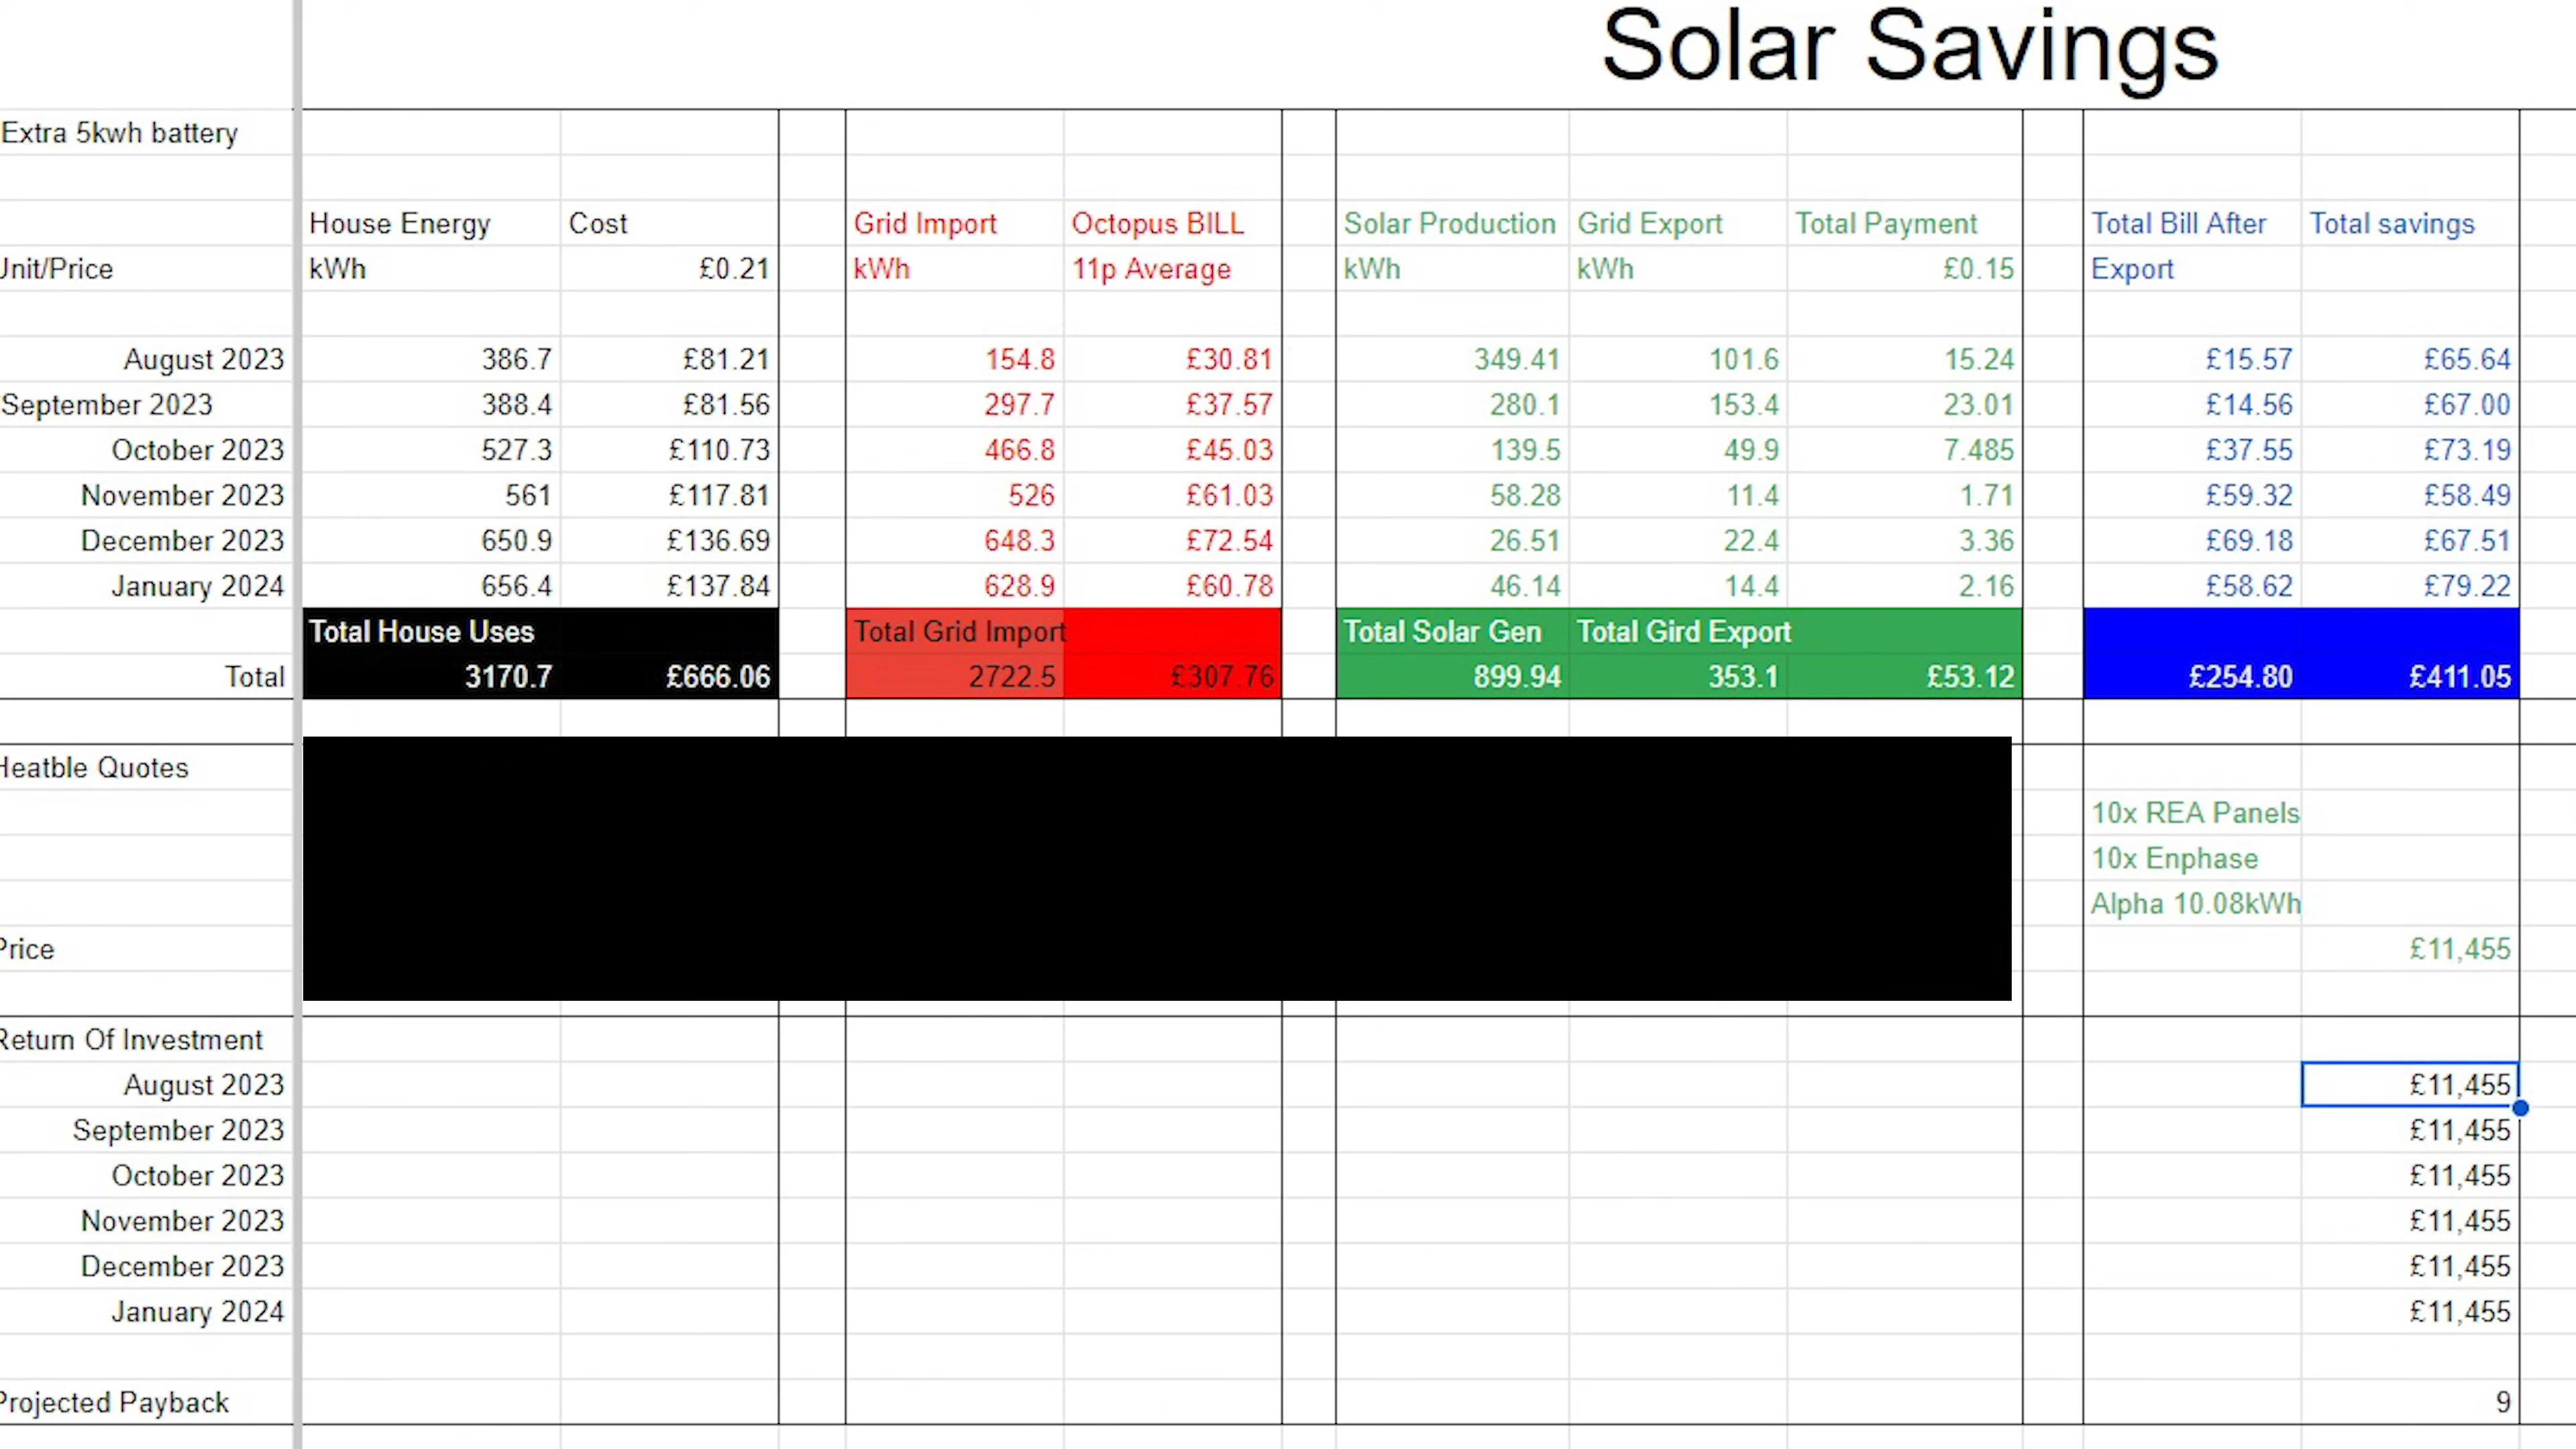 Solar Savings
Extra 5kwh battery
House Energy Cost Grid Import Octopus BILL Solar Production Grid Export Total Payment Total Bill After Total savings
Unit/Price kWh £0.21 kWh 11p Average kWh kWh £0.15 Export
August 2023 386.7 £81.21 154.8 £30.81 349.41 101.6 15.24 £15.57 £65.64
September 2023 388.4 £81.56 297.7 £37.57 280.1 153.4 23.01 £14.56 £67.00
October 2023 527.3 £110.73 466.8 £45.03 139.5 49.9 7.485 £37.55 £73.19
November 2023 561 £117.81 526 £61.03 58.28 11.4 1.71 £59.32 £58.49
December 2023 650.9 £136.69 648.3 £72.54 26.51 22.4 3.36 £69.18 £67.51
January 2024 656.4 £137.84 628.9 £60.78 46.14 14.4 2.16 £58.62 £79.22
Total House Uses Total Grid Import Total Solar Gen Total Gird Export
Total 3170.7 £666.06 2722.5 £307.76 899.94 353.1 £53.12 £254.80 £411.05
Heatble Quotes
10x REA Panels
10x Enphase
Alpha 10.08kWh
Price £11,455
Return Of Investment
August 2023 £11,455
September 2023 £11,455
October 2023 £11,455
November 2023 £11,455
December 2023 £11,455
January 2024 £11,455
Projected Payback 9